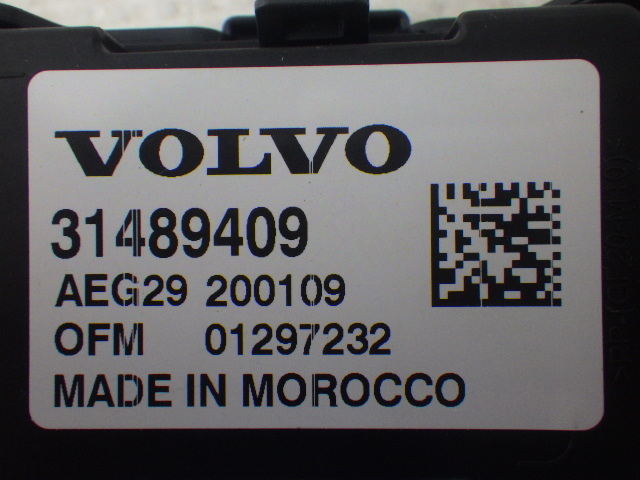 VOLVO
31489409
AEG29 200109
OFM 01297232
MADE IN MOROCCO